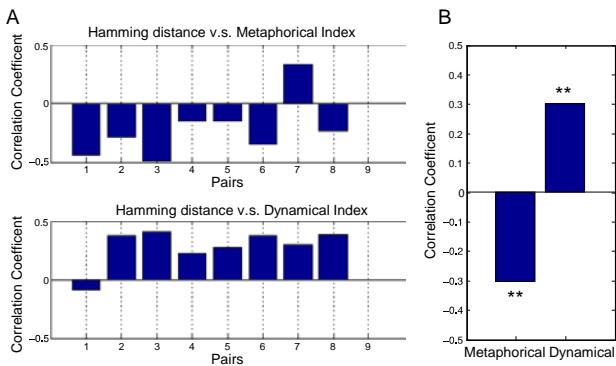 A
Hamming distance v.s. Metaphorical Index
Correlation Coefficent
0.5
0
−0.5
1 2 3 4 5 6 7 8 9
Pairs
Hamming distance v.s. Dynamical Index
Correlation Coefficent
0.5
0
−0.5
1 2 3 4 5 6 7 8 9
Pairs
B
Correlation Coefficent
0.5
0.4
0.3
0.2
0.1
0
−0.1
−0.2
−0.3
−0.4
−0.5
**
**
Metaphorical Dynamical